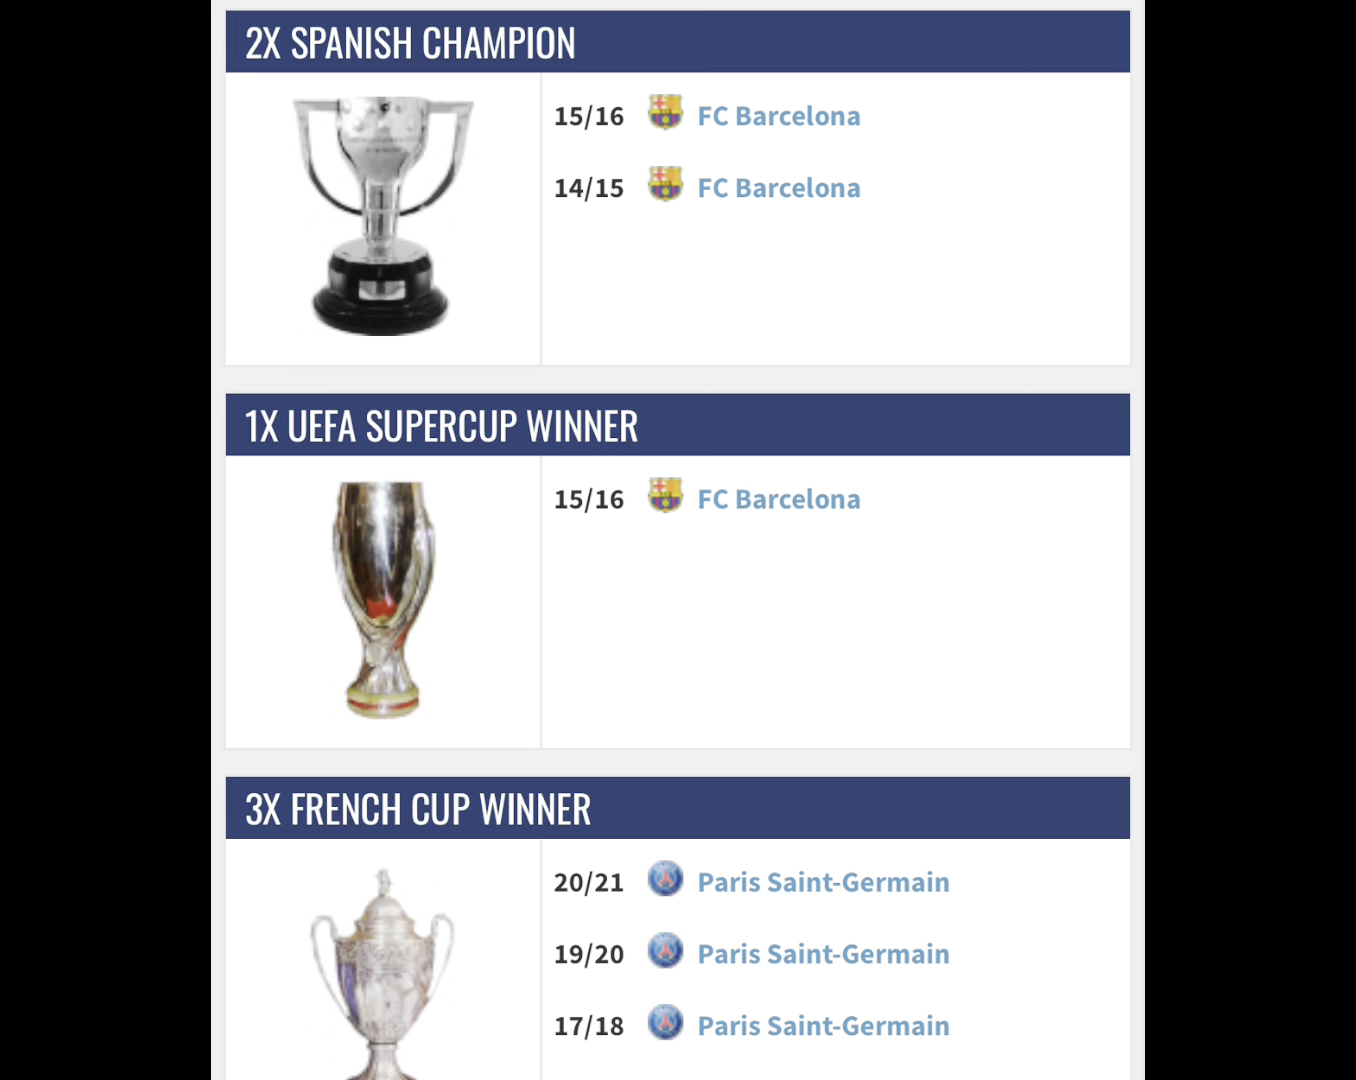 2X SPANISH CHAMPION
15/16 FC Barcelona
14/15 FC Barcelona
1X UEFA SUPERCUP WINNER
15/16 FC Barcelona
3X FRENCH CUP WINNER
20/21 Paris Saint-Germain
19/20 Paris Saint-Germain
17/18 Paris Saint-Germain